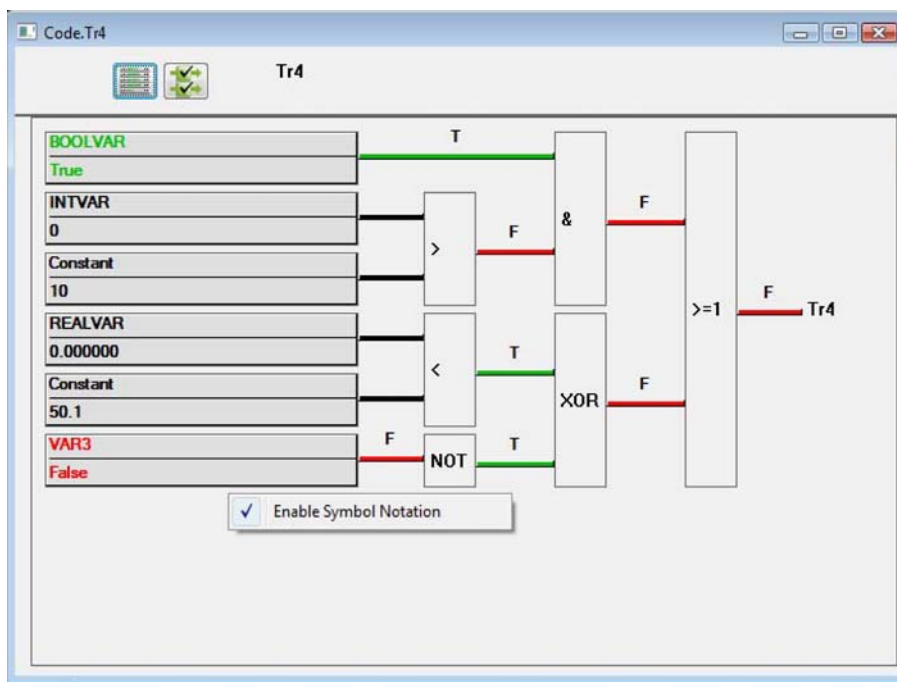 Code.Tr4
Tr4
BOOLVAR
True
T
INTVAR
0
Constant
10
>
F
&
F
REALVAR
0.000000
Constant
50.1
<
T
VAR3
False
F
NOT
T
XOR
F
>=1
F
Tr4
✓ Enable Symbol Notation